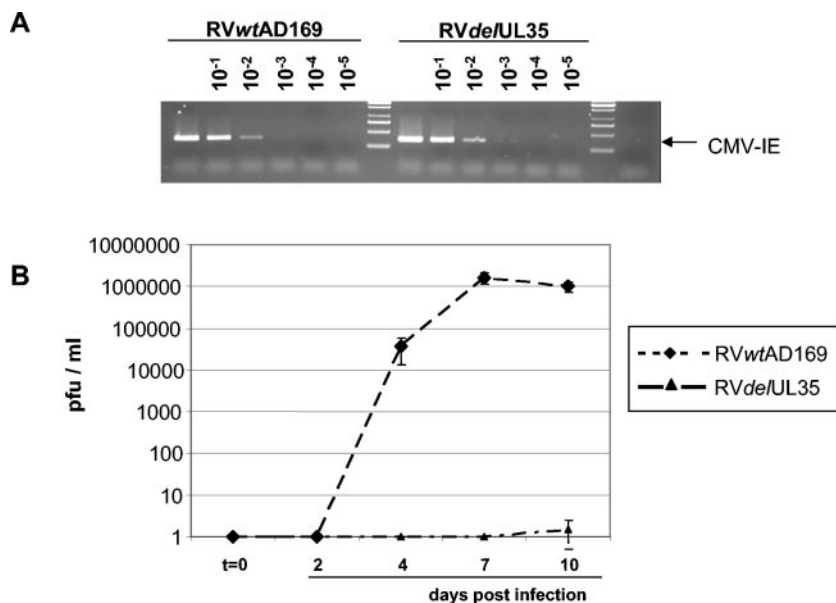 A
RVwtAD169 RVdelUL35
10-1 10-2 10-3 10-4 10-5 10-1 10-2 10-3 10-4 10-5
CMV-IE
B
10000000
1000000
100000
10000
1000
100
10
1
pfu / ml
t=0 2 4 7 10
days post infection
RVwtAD169
RVdelUL35